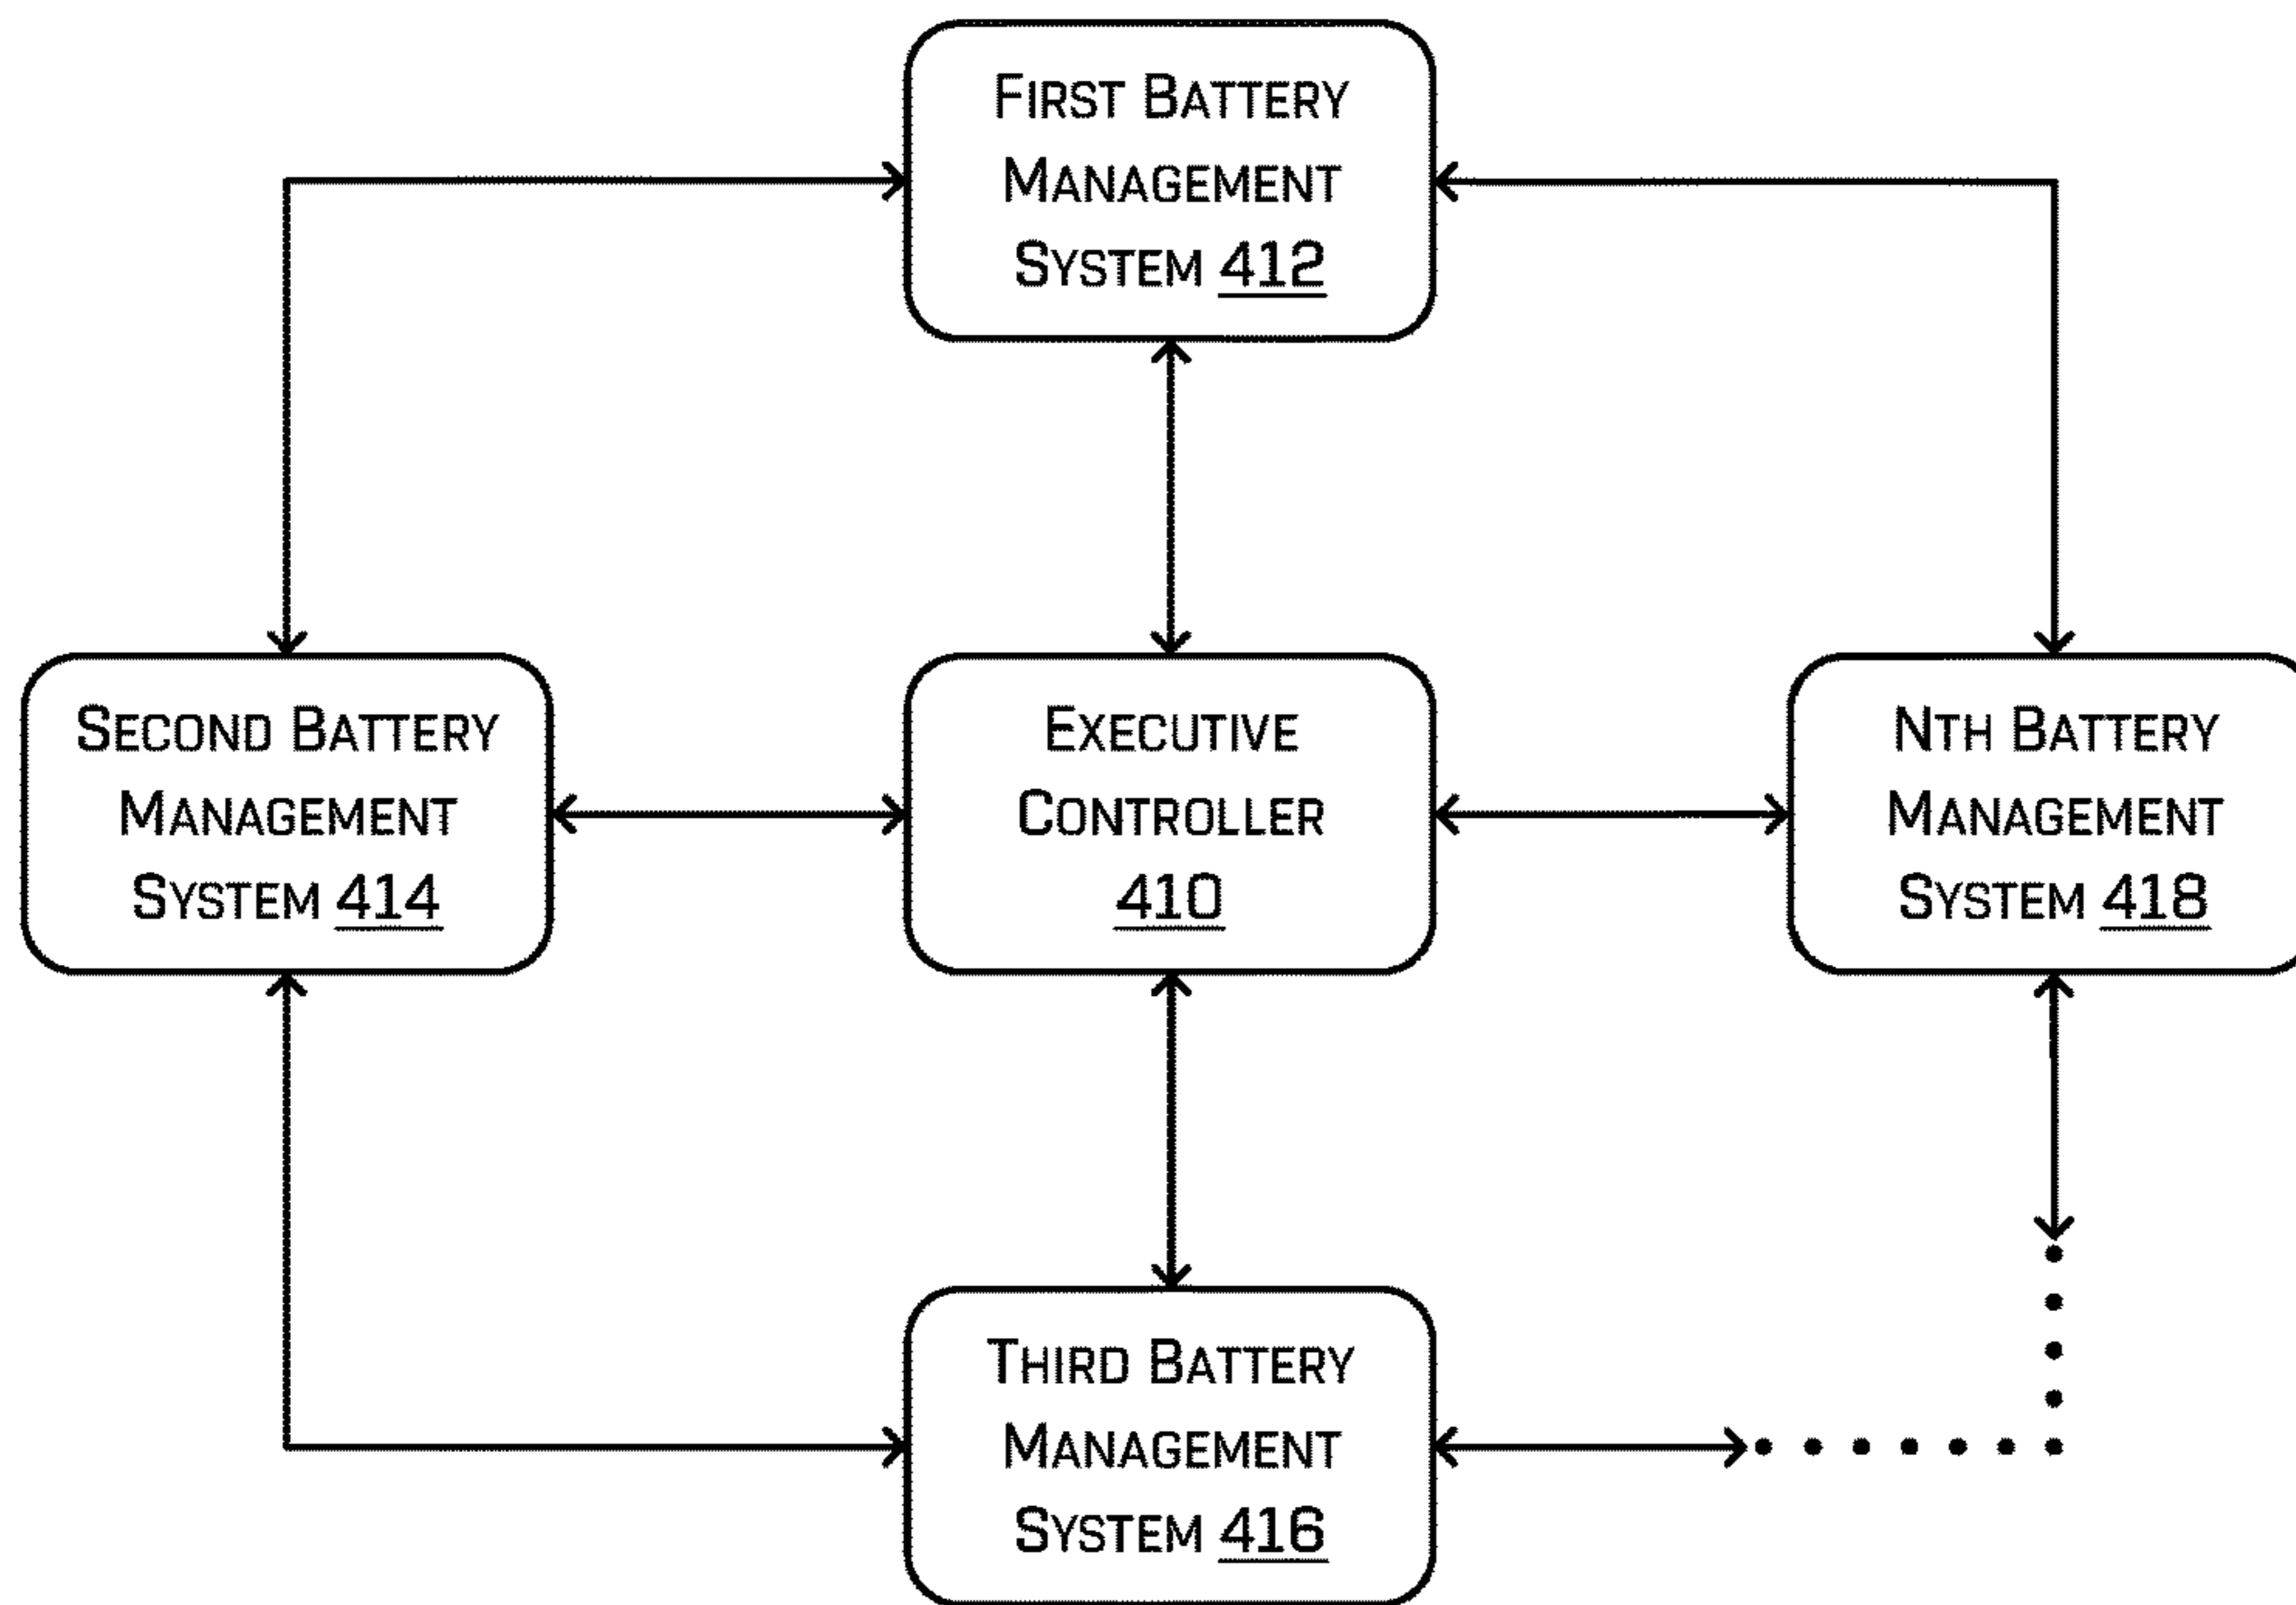 First Battery
Management
System 412
Second Battery
Management
System 414
Executive
Controller
410
Nth Battery
Management
System 418
Third Battery
Management
System 416